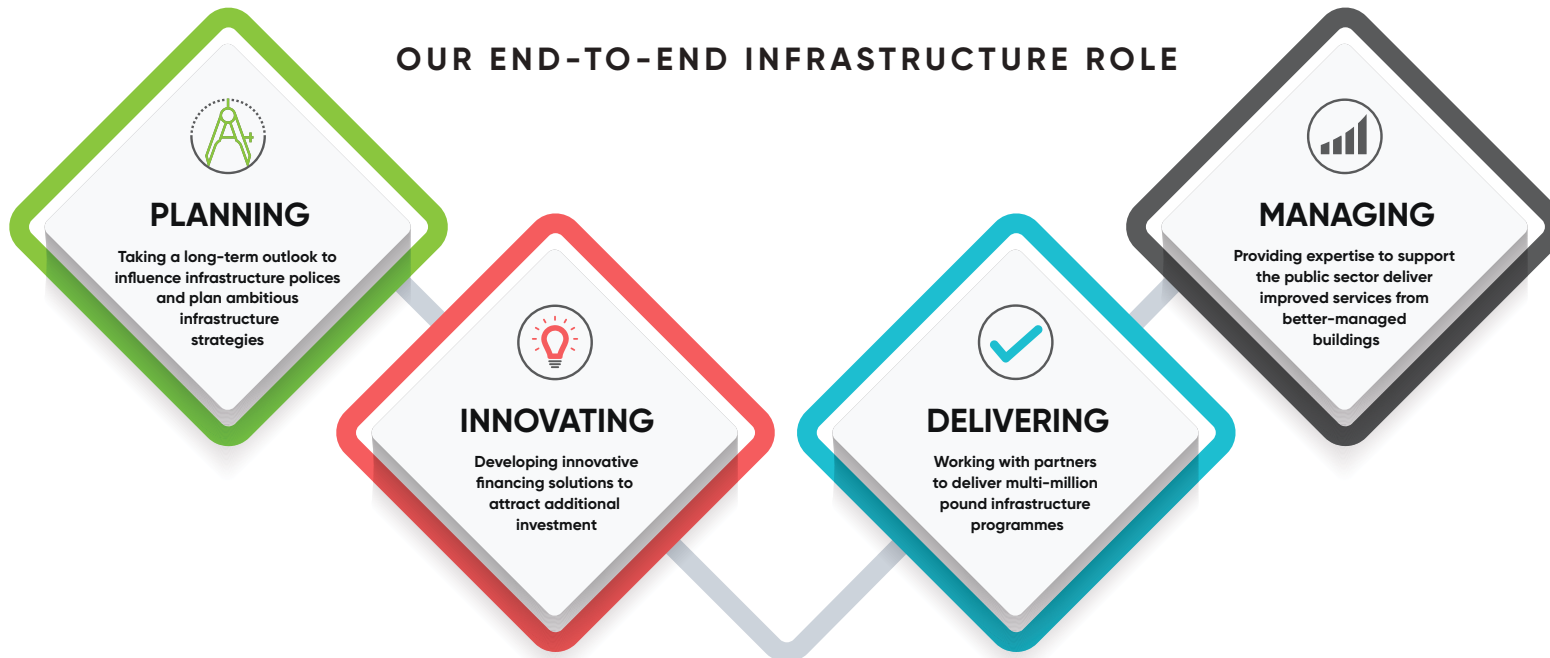 OUR END-TO-END INFRASTRUCTURE ROLE
PLANNING
Taking a long-term outlook to
influence infrastructure polices
and plan ambitious
infrastructure
strategies
INNOVATING
Developing innovative
financing solutions to
attract additional
investment
DELIVERING
Working with partners
to deliver multi-million
pound infrastructure
programmes
MANAGING
Providing expertise to support
the public sector deliver
improved services from
better-managed
buildings